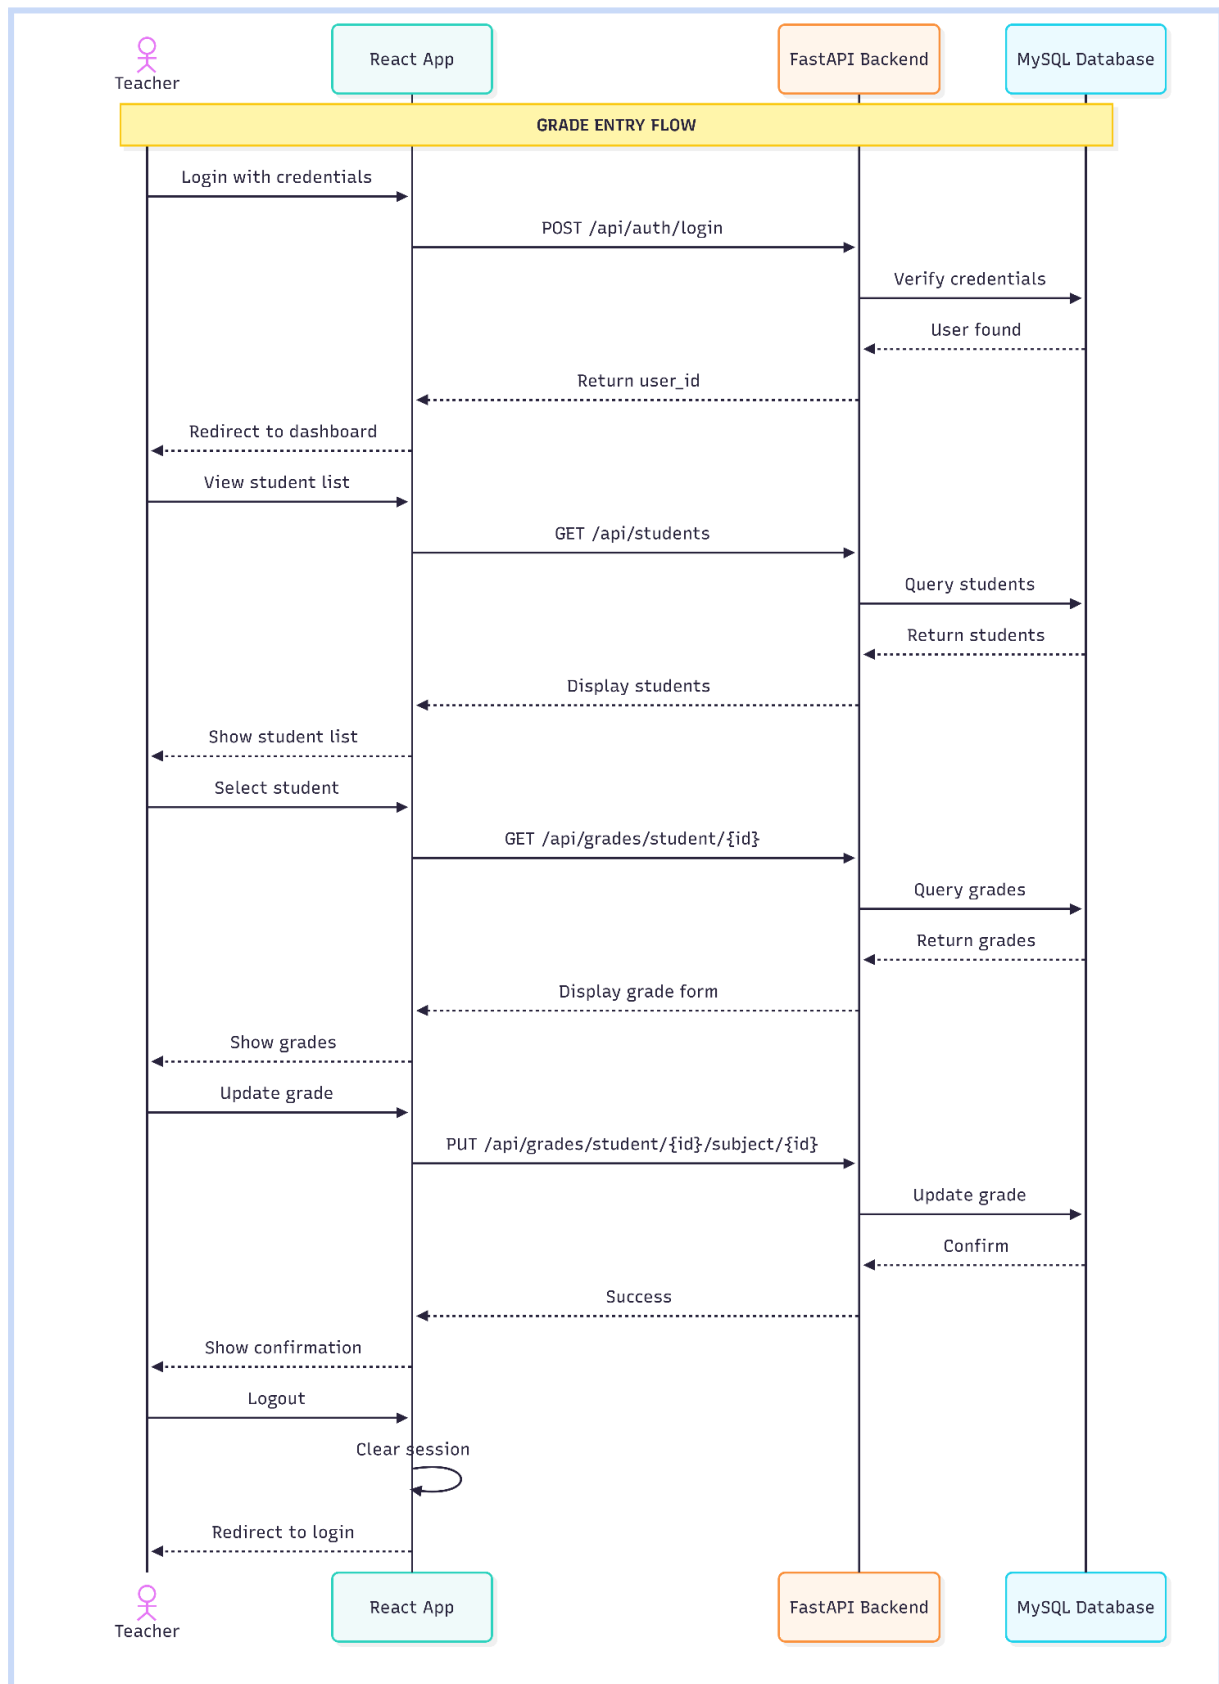 Teacher
React App
FastAPI Backend
MySQL Database
GRADE ENTRY FLOW
Login with credentials
POST /api/auth/login
Verify credentials
User found
Return user_id
Redirect to dashboard
View student list
GET /api/students
Query students
Return students
Display students
Show student list
Select student
GET /api/grades/student/{id}
Query grades
Return grades
Display grade form
Show grades
Update grade
PUT /api/grades/student/{id}/subject/{id}
Update grade
Confirm
Success
Show confirmation
Logout
Clear session
Redirect to login
Teacher
React App
FastAPI Backend
MySQL Database